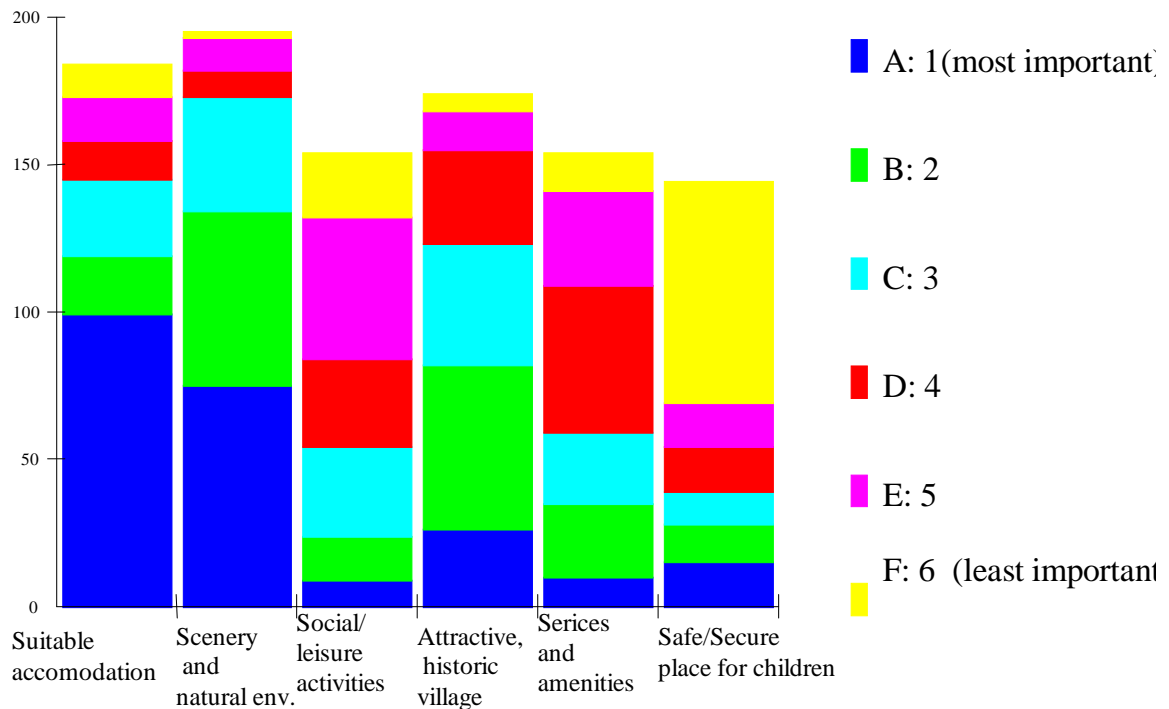 200
150
100
50
0
Suitable
accomodation
Scenery
and
natural env.
Social/
leisure
activities
Attractive,
historic
village
Serices
and
amenities
Safe/Secure
place for children
A: 1(most important)
B: 2
C: 3
D: 4
E: 5
F: 6 (least important